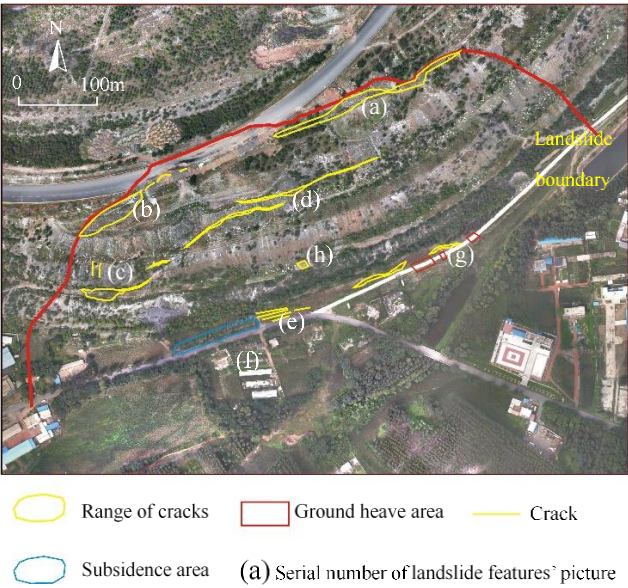 N
0 100m
(a)
Landslide
boundary
(b)
(d)
(h)
(g)
(c)
(e)
(f)
Range of cracks
Ground heave area
Crack
Subsidence area
(a) Serial number of landslide features' picture